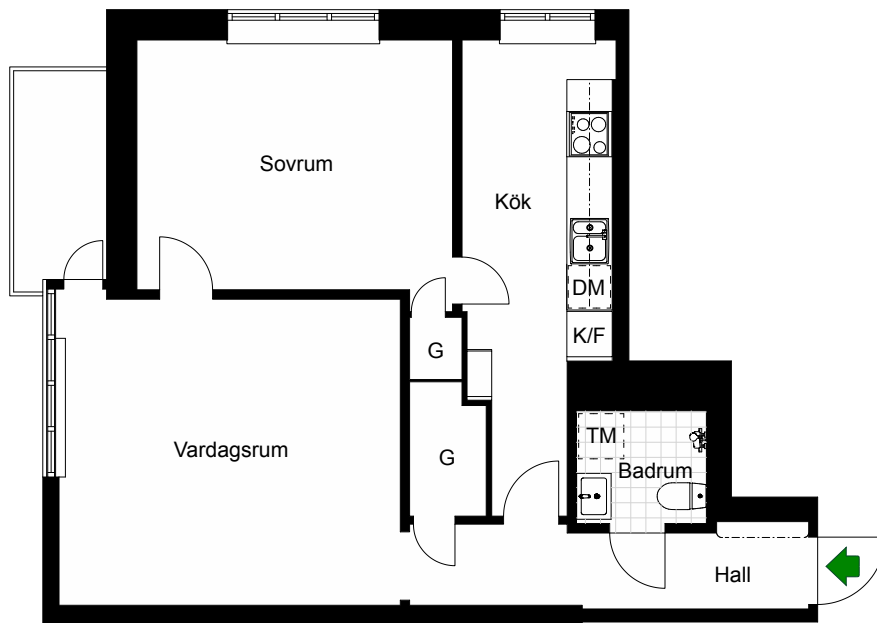 Sovrum
Kök
DM
K/F
G
Vardagsrum
G
TM
Badrum
Hall